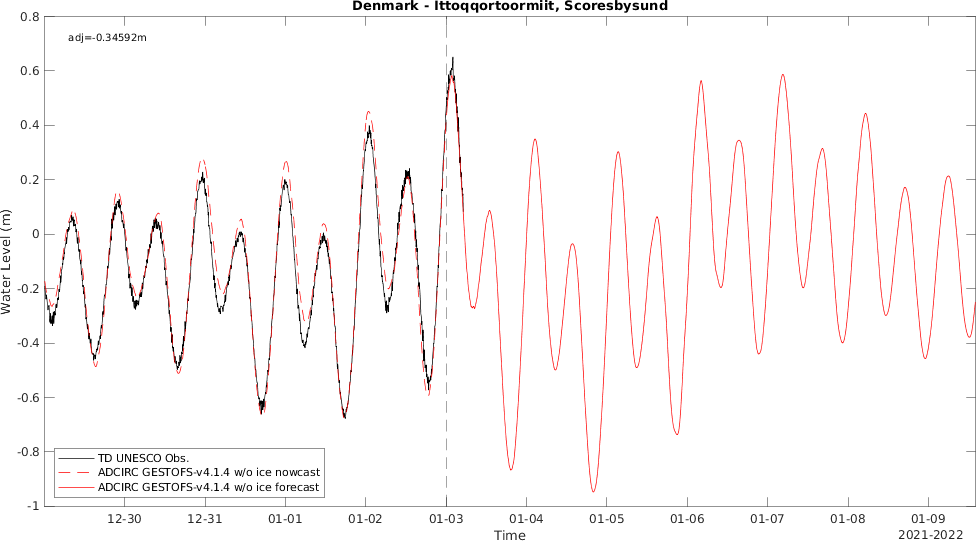 Denmark - Ittoqqortoormiit, Scoresbysund
adj=-0.34592m
0.8
0.6
0.4
0.2
0
-0.2
-0.4
-0.6
-0.8
-1
Water Level (m)
TD UNESCO Obs.
ADCIRC GESTOFS-v4.1.4 w/o ice nowcast
ADCIRC GESTOFS-v4.1.4 w/o ice forecast
12-30 12-31 01-01 01-02 01-03 01-04 01-05 01-06 01-07 01-08 01-09
Time
2021-2022